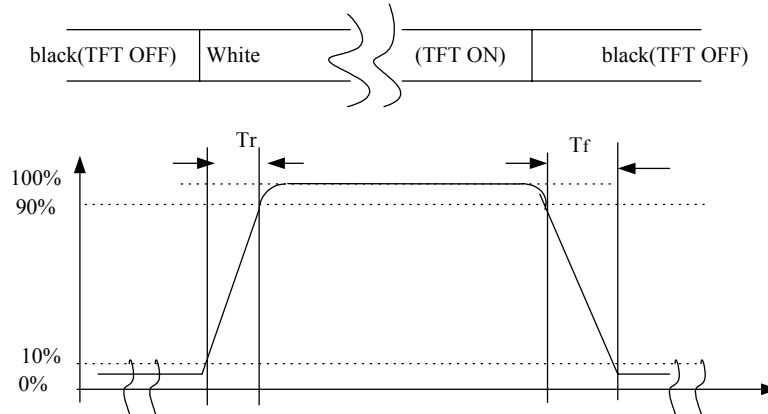 black(TFT OFF) White (TFT ON) black(TFT OFF)
Tr Tf
100%
90%
10%
0%